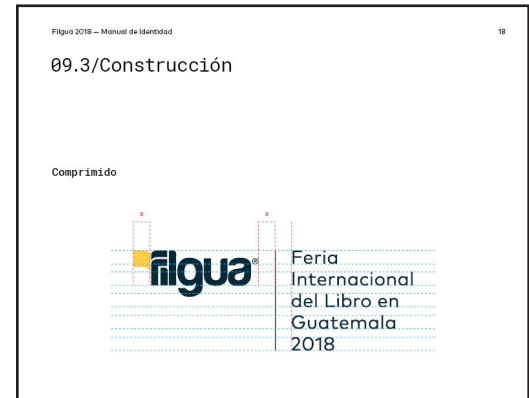 Filgua 2018 — Manual de Identidad
18
09.3/Construcción
Comprimido
x
x
filgua®
Feria
Internacional
del Libro en
Guatemala
2018